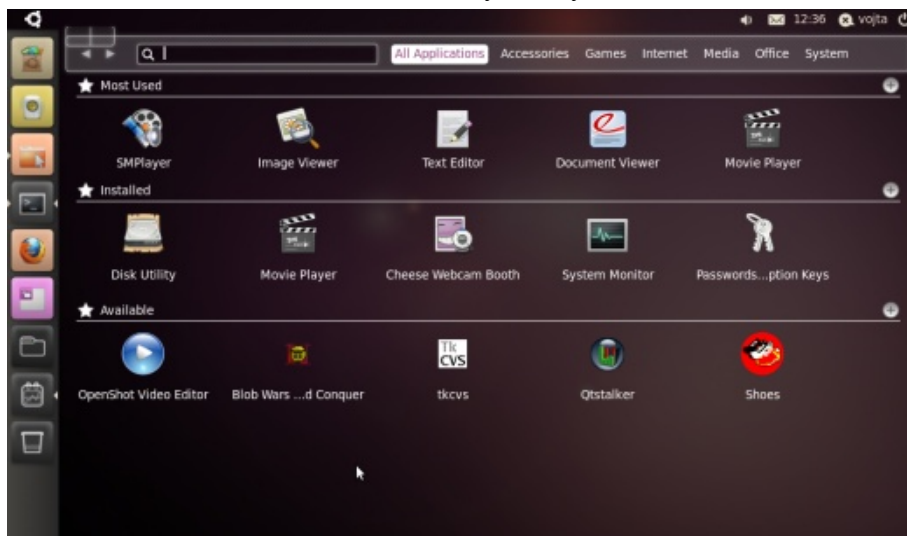 12:36 vojta
All Applications Accessories Games Internet Media Office System
Most Used
SMPlayer Image Viewer Text Editor Document Viewer Movie Player
Installed
Disk Utility Movie Player Cheese Webcam Booth System Monitor Passwords...ption Keys
Available
Tk
CVS
OpenShot Video Editor Blob Wars ...d Conquer tkcvs Qtstalker Shoes